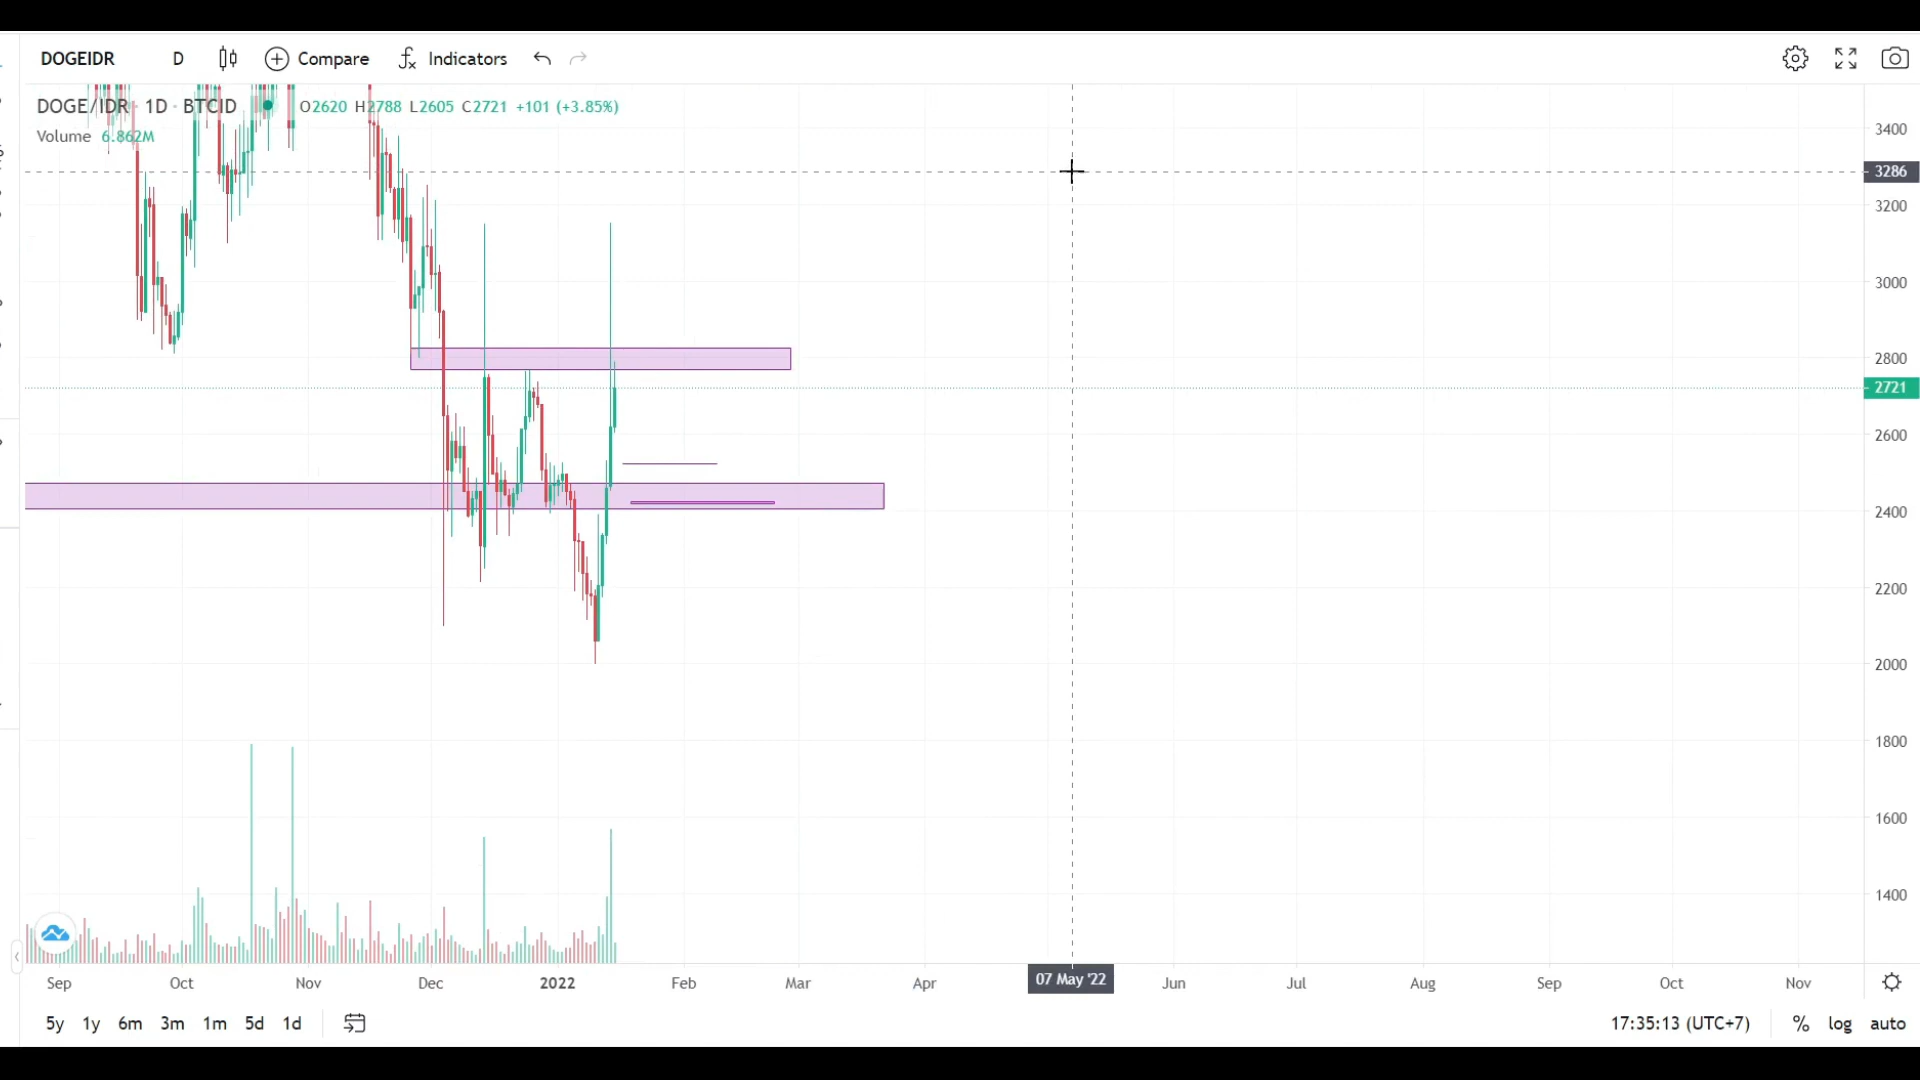 DOGEIDR D Compare Indicators
DOGE/IDR · 1D · BTCID O2620 H2788 L2605 C2721 +101 (+3.85%)
Volume 6.862M
3400
3286
3200
3000
2800
2721
2600
2400
2200
2000
1800
1600
1400
Sep Oct Nov Dec 2022 Feb Mar Apr 07 May '22 Jun Jul Aug Sep Oct Nov
5y 1y 6m 3m 1m 5d 1d 17:35:13 (UTC+7) % log auto